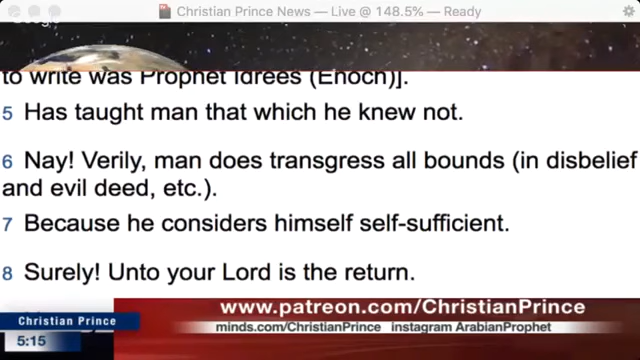 Christian Prince News — Live @ 148.5% — Ready
to write was Prophet Idrees (Enoch)].
5 Has taught man that which he knew not.
6 Nay! Verily, man does transgress all bounds (in disbelief
and evil deed, etc.).
7 Because he considers himself self-sufficient.
8 Surely! Unto your Lord is the return.
www.patreon.com/ChristianPrince
Christian Prince
minds.com/ChristianPrince instagram ArabianProphet
5:15